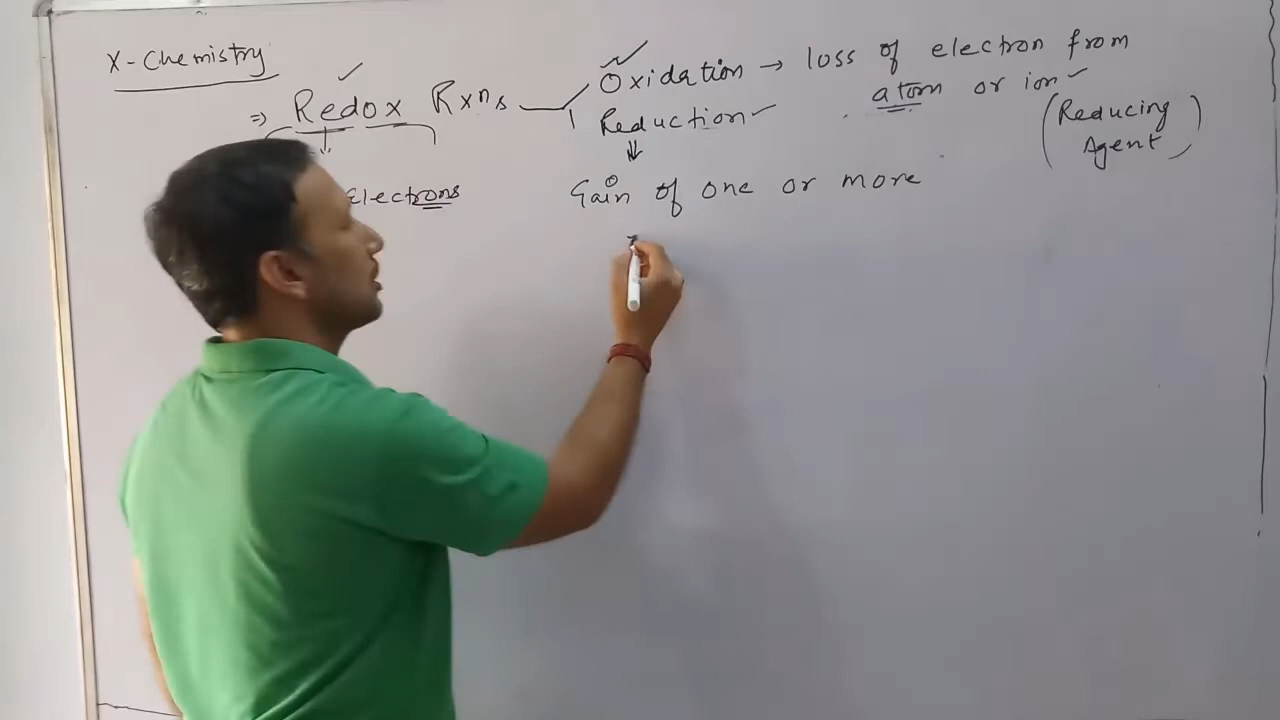 X-Chemistry
⇒ Redox Rxns
Oxidation → loss of electron from
atom or ion
(Reducing
Agent)
Reduction
⇓
Electrons
Gain of one or more